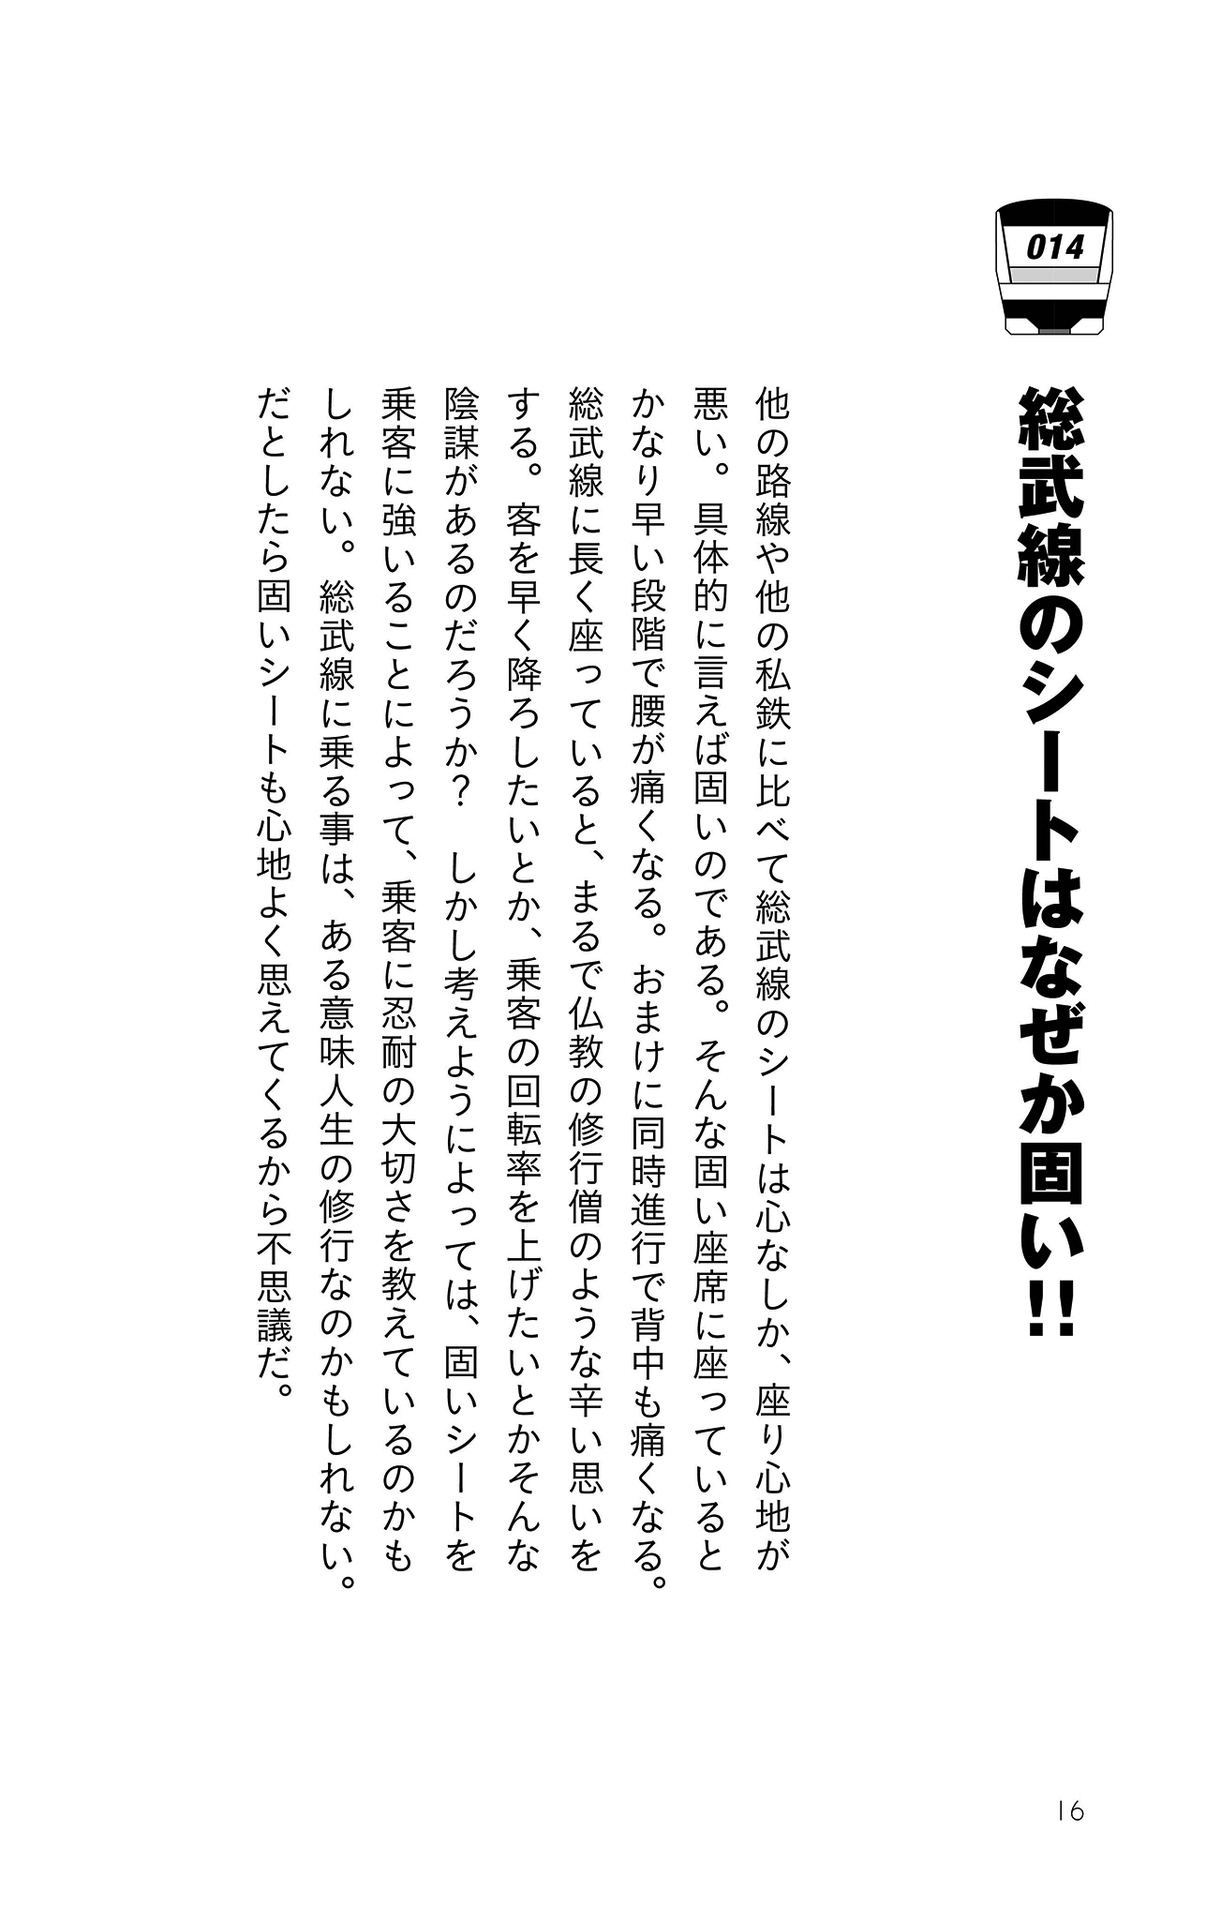 014
総武線のシートはなぜか固い!!
他の路線や他の私鉄に比べて総武線のシートは心なしか、座り心地が
悪い。具体的に言えば固いのである。そんな固い座席に座っていると
かなり早い段階で腰が痛くなる。おまけに同時進行で背中も痛くなる。
総武線に長く座っていると、まるで仏教の修行僧のような辛い思いを
する。客を早く降ろしたいとか、乗客の回転率を上げたいとかそんな
陰謀があるのだろうか？　しかし考えようによっては、固いシートを
乗客に強いることによって、乗客に忍耐の大切さを教えているのかも
しれない。総武線に乗る事は、ある意味人生の修行なのかもしれない。
だとしたら固いシートも心地よく思えてくるから不思議だ。
16